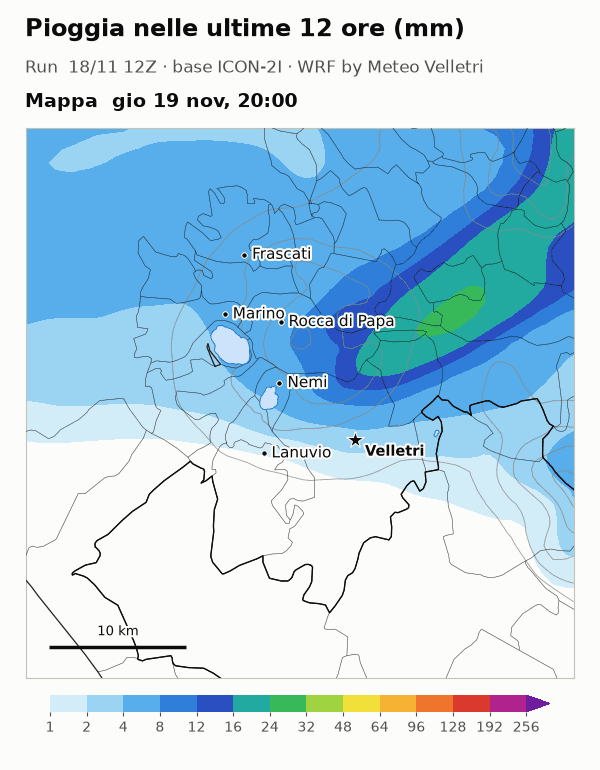 Pioggia nelle ultime 12 ore (mm)
Run 18/11 12Z · base ICON-2I · WRF by Meteo Velletri
Mappa gio 19 nov, 20:00
Frascati
Marino
Rocca di Papa
Nemi
Velletri
Lanuvio
10 km
1 2 4 8 12 16 24 32 48 64 96 128 192 256